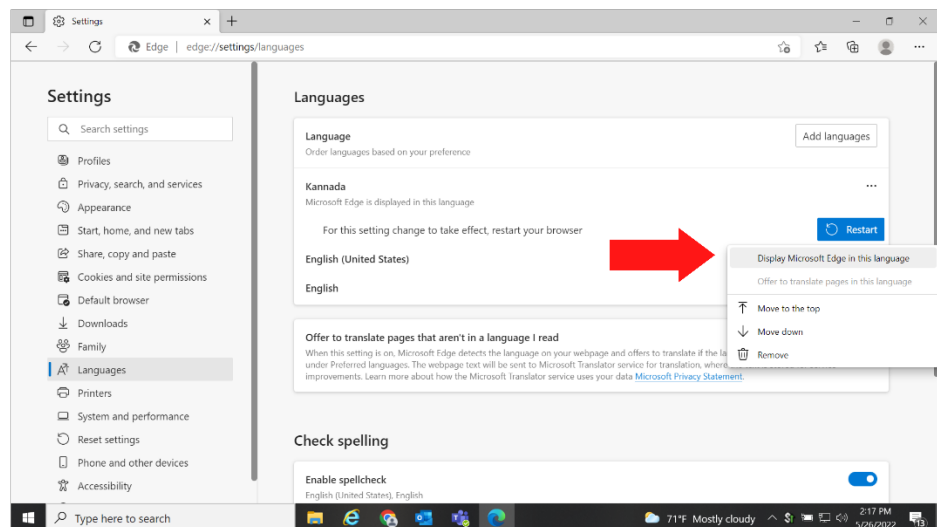 Settings
Edge | edge://settings/languages
Settings
Search settings
Profiles
Privacy, search, and services
Appearance
Start, home, and new tabs
Share, copy and paste
Cookies and site permissions
Default browser
Downloads
Family
Languages
Printers
System and performance
Reset settings
Phone and other devices
Accessibility
Languages
Language
Add languages
Order languages based on your preference
Kannada
Microsoft Edge is displayed in this language
For this setting change to take effect, restart your browser
Restart
English (United States)
English
Display Microsoft Edge in this language
Offer to translate pages in this language
Move to the top
Move down
Remove
Offer to translate pages that aren't in a language I read
When this setting is on, Microsoft Edge detects the language on your webpage and offers to translate if the la
under Preferred languages. The webpage text will be sent to Microsoft Translator service for translation, where
improvements. Learn more about how the Microsoft Translator service uses your data Microsoft Privacy Statement.
Check spelling
Enable spellcheck
English (United States), English
Type here to search
71°F Mostly cloudy
2:17 PM
5/26/2022